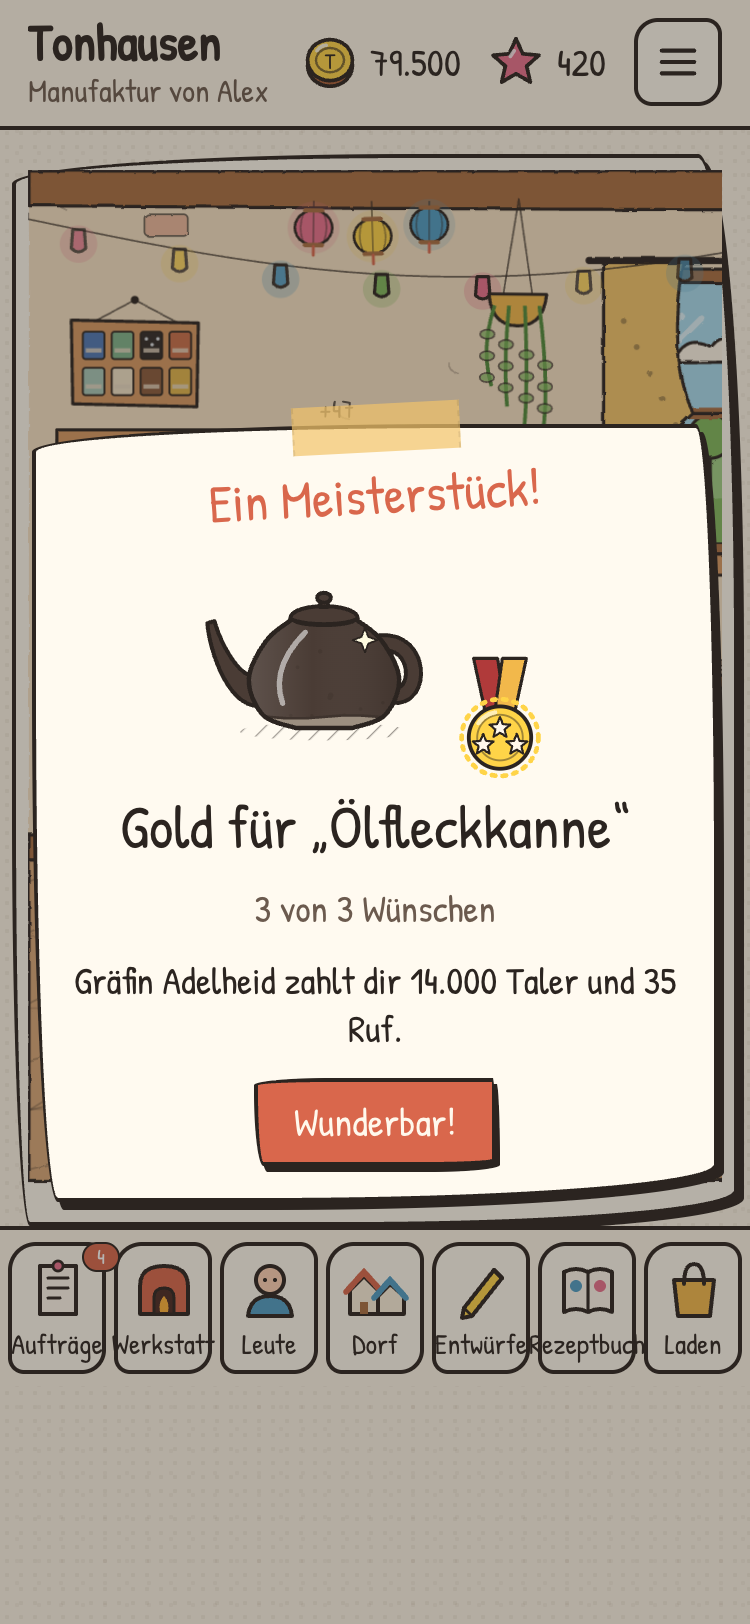 Tonhausen
Manufaktur von Alex
T
79.500
420
+47
Ein Meisterstück!
Gold für „Ölfleckkanne“
3 von 3 Wünschen
Gräfin Adelheid zahlt dir 14.000 Taler und 35
Ruf.
Wunderbar!
4
Aufträge
Werkstatt
Leute
Dorf
Entwürfe
Rezeptbuch
Laden